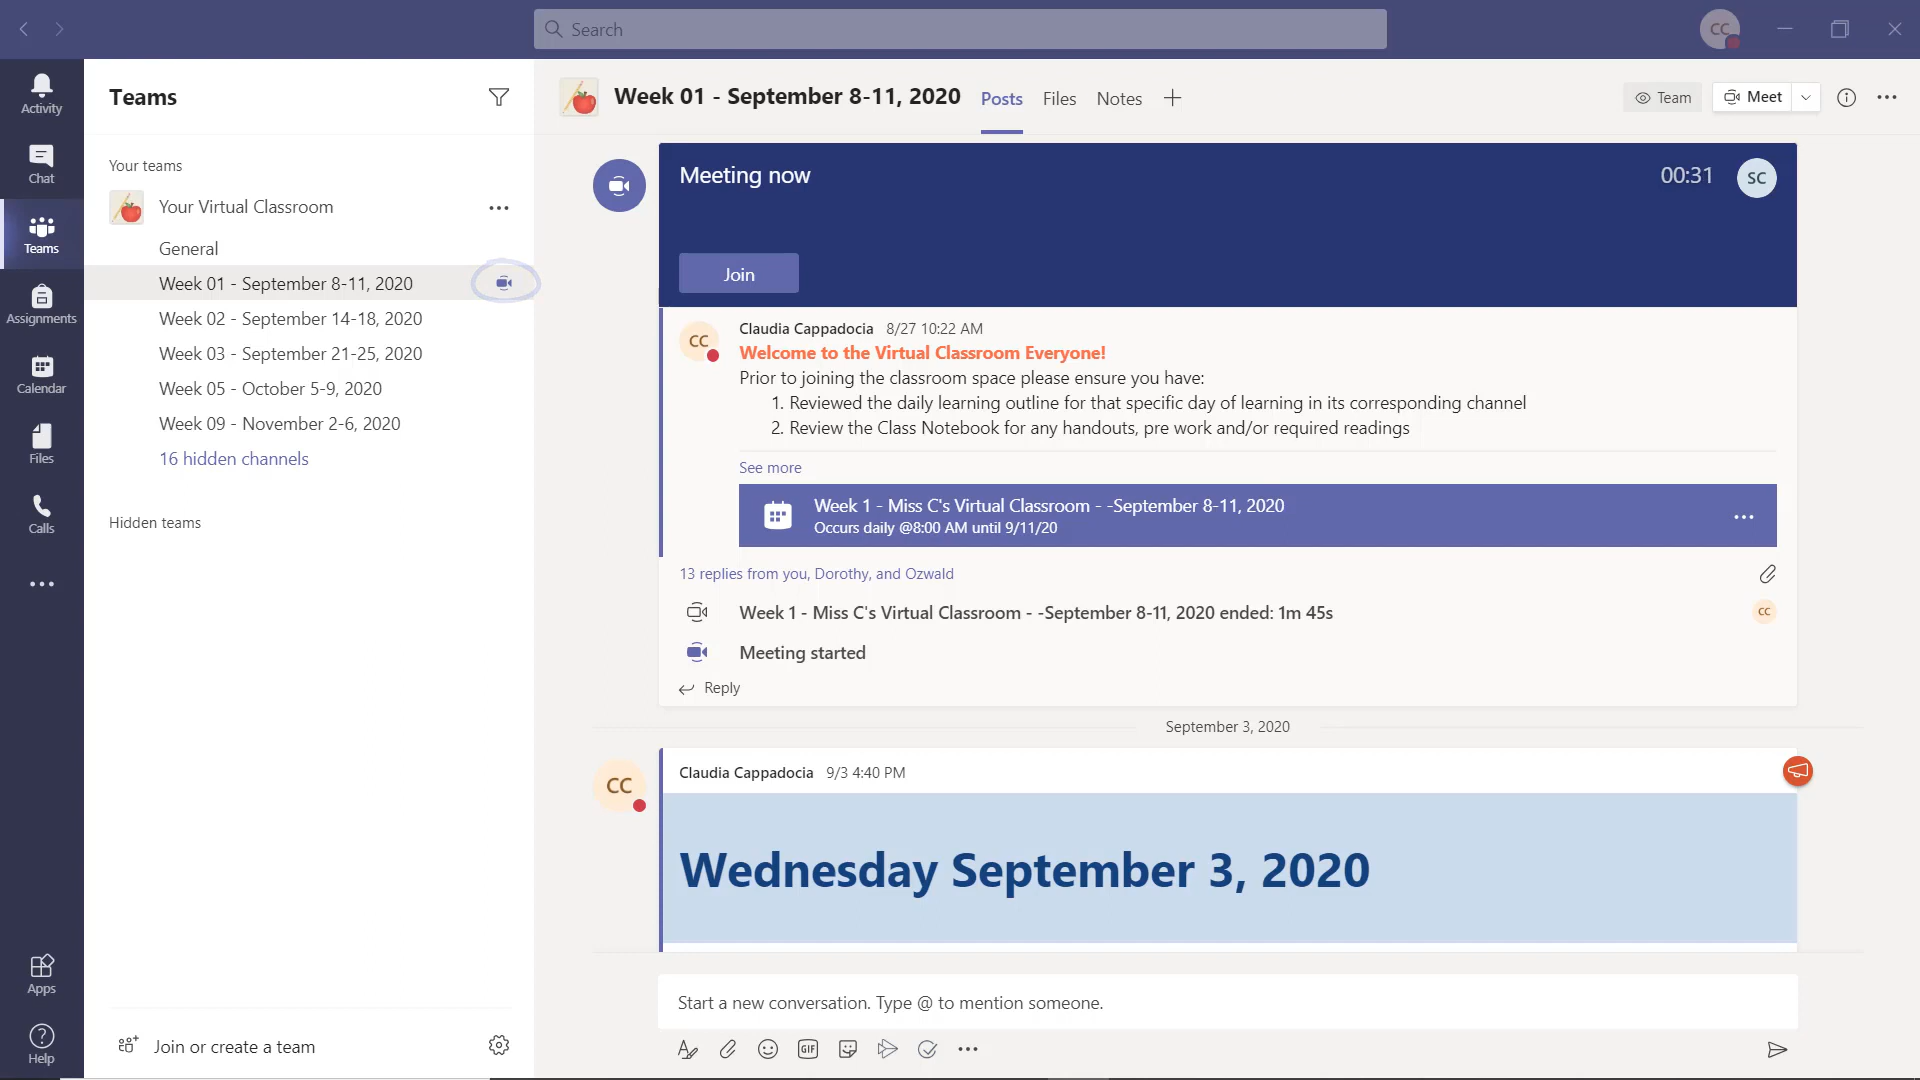 Search
CC
Activity
Chat
Teams
Assignments
Calendar
Files
Calls
Apps
Help
Teams
Your teams
Your Virtual Classroom
General
Week 01 - September 8-11, 2020
Week 02 - September 14-18, 2020
Week 03 - September 21-25, 2020
Week 05 - October 5-9, 2020
Week 09 - November 2-6, 2020
16 hidden channels
Hidden teams
Join or create a team
Week 01 - September 8-11, 2020 Posts Files Notes
Team Meet
Meeting now 00:31 SC
Join
CC Claudia Cappadocia 8/27 10:22 AM
Welcome to the Virtual Classroom Everyone!
Prior to joining the classroom space please ensure you have:
1. Reviewed the daily learning outline for that specific day of learning in its corresponding channel
2. Review the Class Notebook for any handouts, pre work and/or required readings
See more
Week 1 - Miss C's Virtual Classroom - -September 8-11, 2020
Occurs daily @8:00 AM until 9/11/20
13 replies from you, Dorothy, and Ozwald
Week 1 - Miss C's Virtual Classroom - -September 8-11, 2020 ended: 1m 45s CC
Meeting started
Reply
September 3, 2020
CC Claudia Cappadocia 9/3 4:40 PM
Wednesday September 3, 2020
Start a new conversation. Type @ to mention someone.
GIF